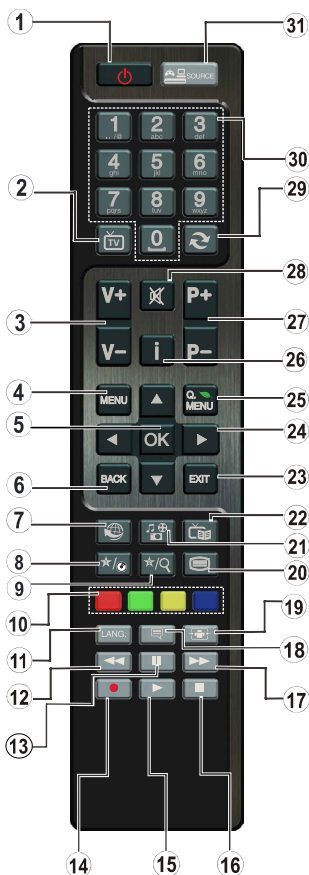 1
31
SOURCE
1 2 3
. , /@ abc def
30
4 5 6
ghi jkl mno
7 8 9
pqrs tuv wxyz
2
29
TV 0
28
V+ P+
3
27
V− i P−
26
4
MENU Q. MENU
25
5
OK
24
6
BACK EXIT
23
7
22
21
8
9
20
10
19
11
LANG.
18
12
17
13
14
15
16